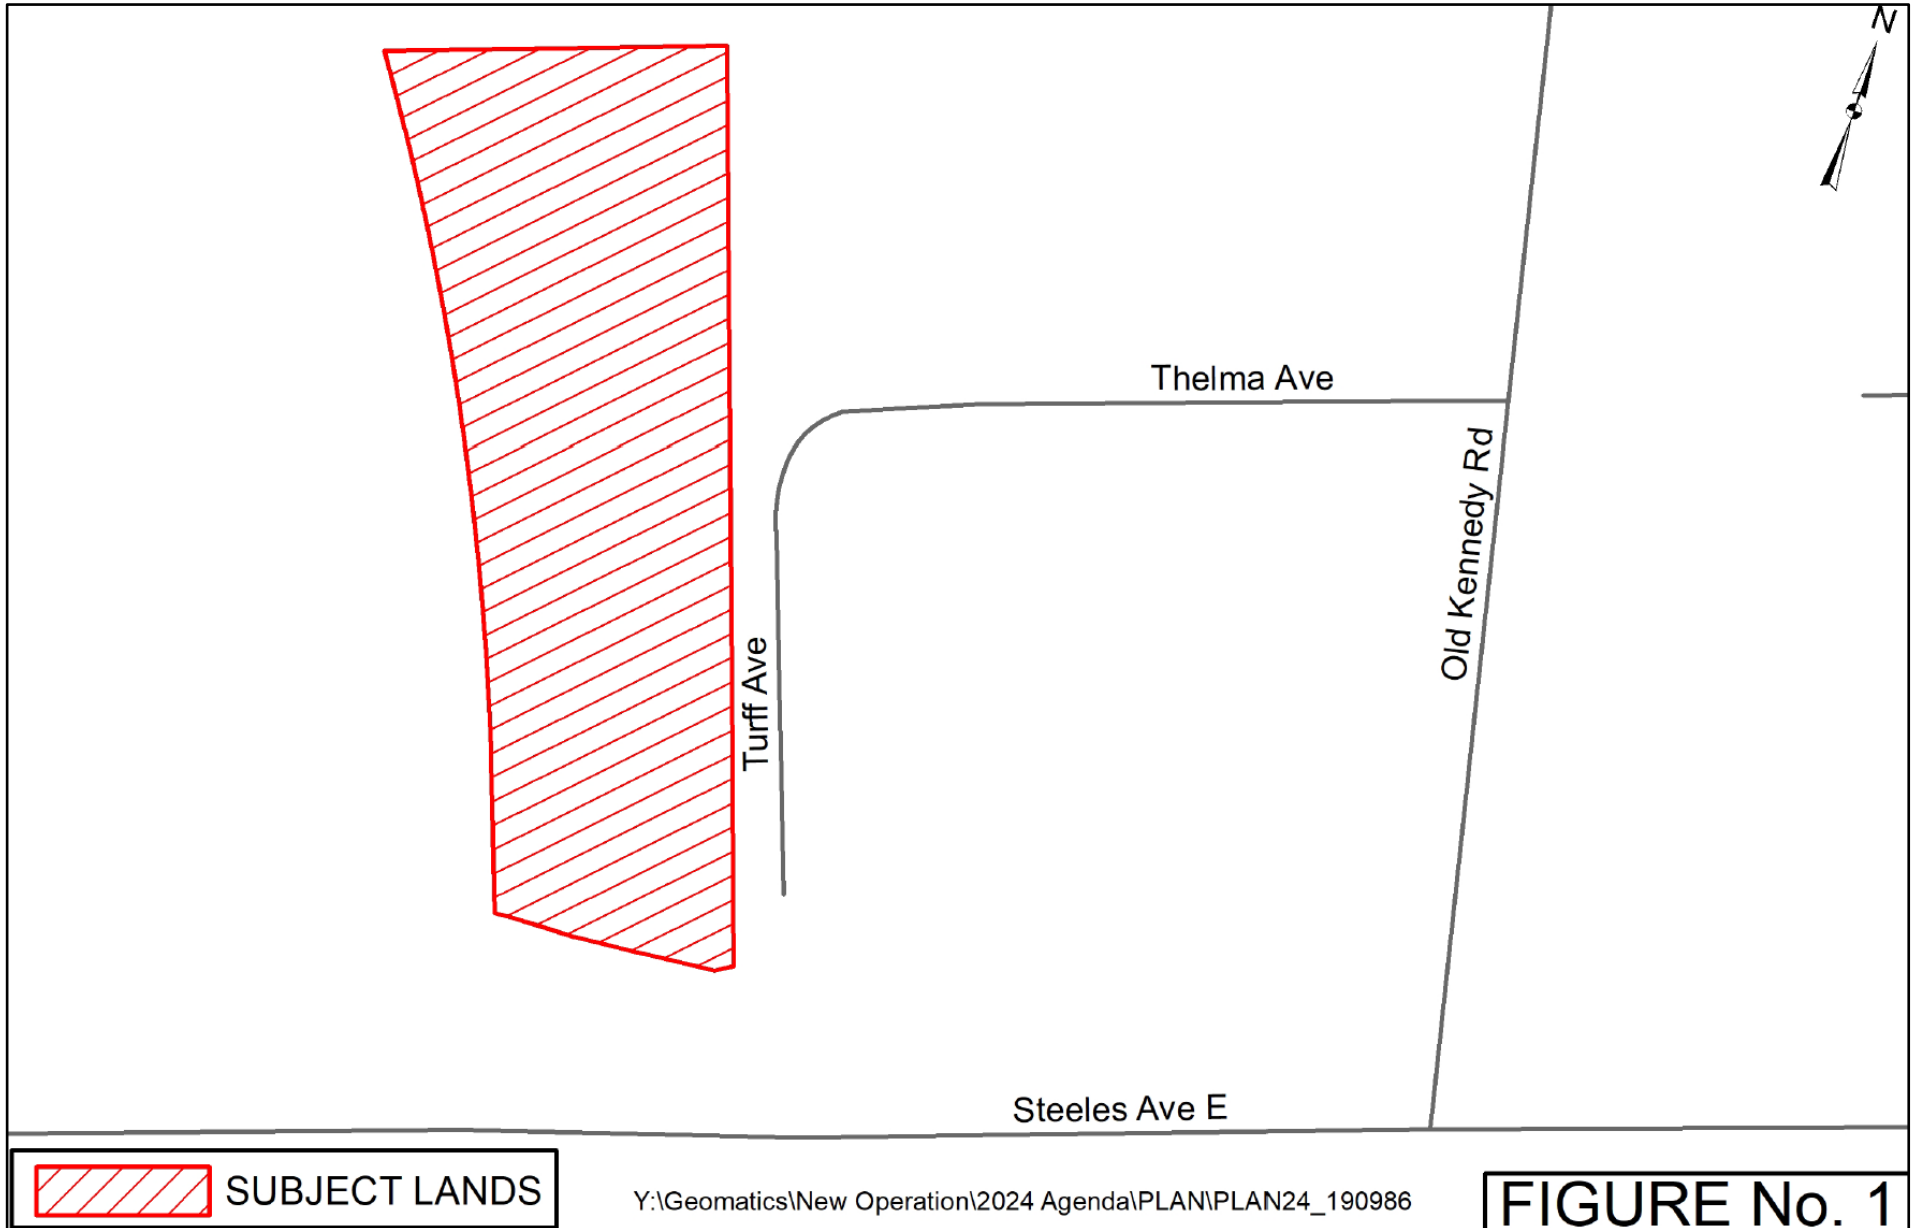 N
Thelma Ave
Old Kennedy Rd
Turff Ave
Steeles Ave E
SUBJECT LANDS
Y:\Geomatics\New Operation\2024 Agenda\PLAN\PLAN24_190986
FIGURE No. 1